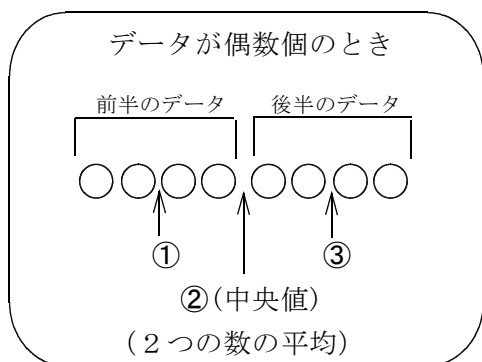 データが偶数個のとき
前半のデータ 後半のデータ
① ③
②(中央値)
(２つの数の平均)